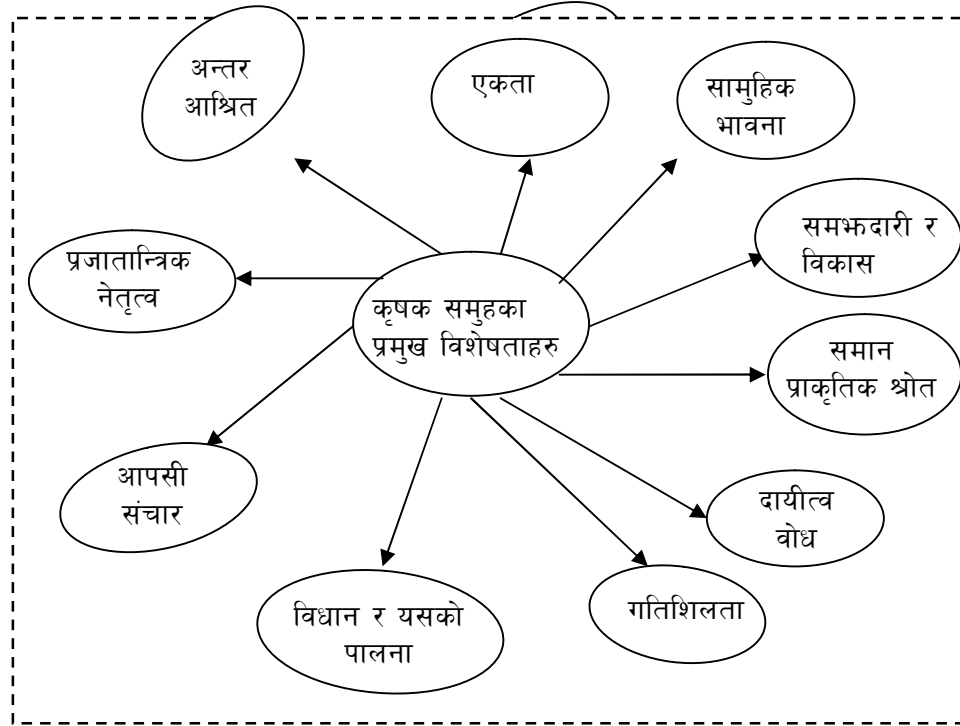 अन्तर
आश्रित
एकता
सामुहिक
भावना
समझदारी र
विकास
प्रजातान्त्रिक
नेतृत्व
कृषक समुहका
प्रमुख विशेषताहरु
समान
प्राकृतिक श्रोत
आपसी
संचार
दायीत्व
वोध
विधान र यसको
पालना
गतिशिलता